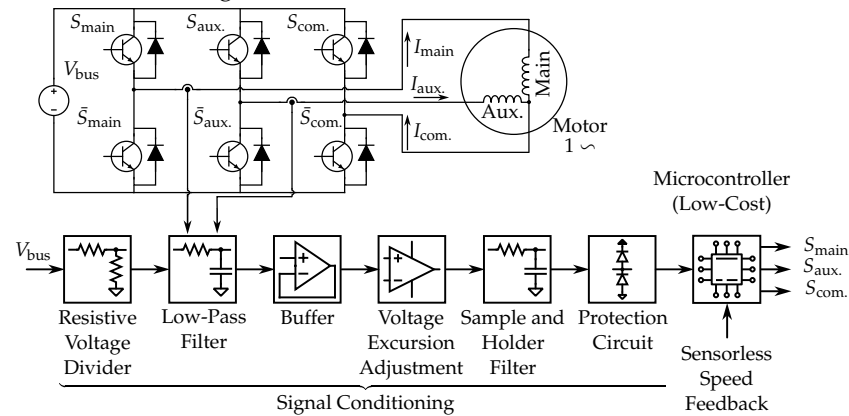 S_main
S_aux.
S_com.
I_main
V_bus
I_aux.
Main
Aux.
S̄_main
S̄_aux.
S̄_com.
I_com.
Motor
1 ∽
Microcontroller
(Low-Cost)
V_bus
S_main
S_aux.
S_com.
Resistive
Voltage
Divider
Low-Pass
Filter
Buffer
Voltage
Excursion
Adjustment
Sample and
Holder
Filter
Protection
Circuit
Sensorless
Speed
Feedback
Signal Conditioning